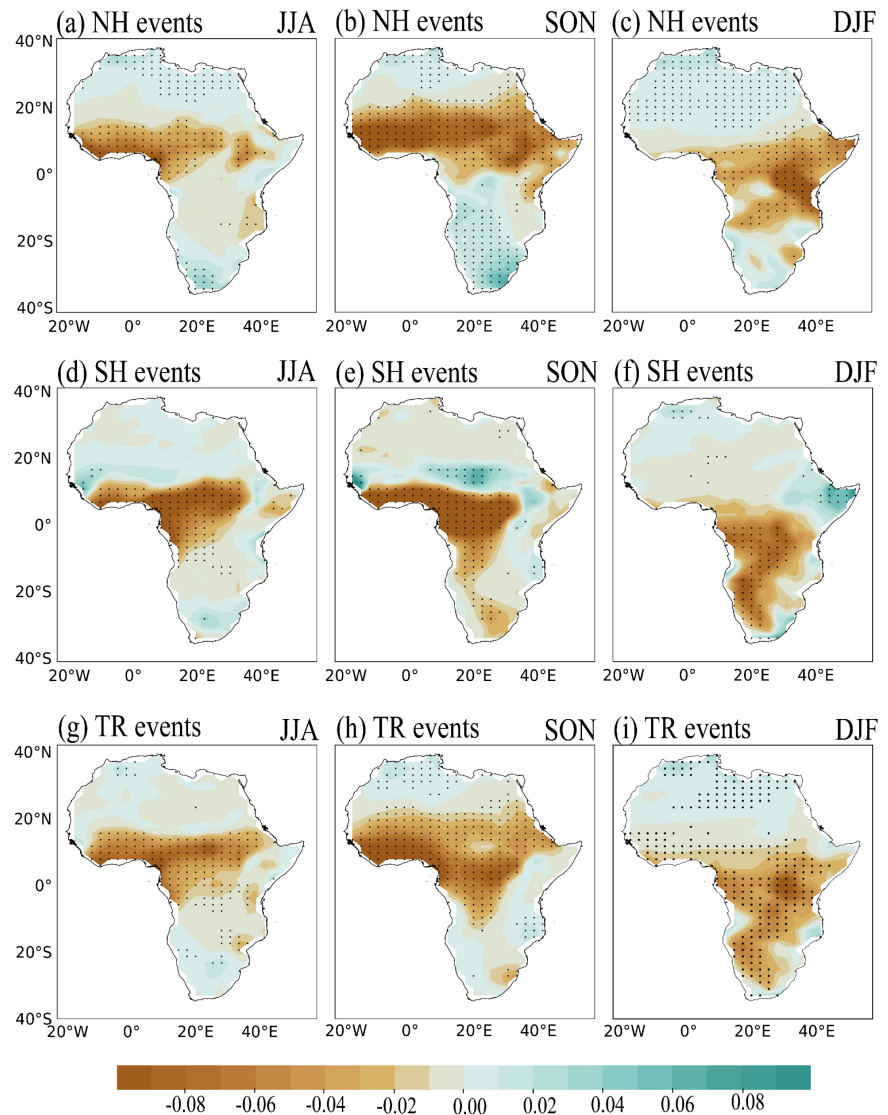 (a) NH events JJA (b) NH events SON (c) NH events DJF
40°N
20°N
0°
20°S
40°S
20°W 0° 20°E 40°E 20°W 0° 20°E 40°E 20°W 0° 20°E 40°E
(d) SH events JJA (e) SH events SON (f) SH events DJF
40°N
20°N
0°
20°S
40°S
20°W 0° 20°E 40°E 20°W 0° 20°E 40°E 20°W 0° 20°E 40°E
(g) TR events JJA (h) TR events SON (i) TR events DJF
40°N
20°N
0°
20°S
40°S
20°W 0° 20°E 40°E 20°W 0° 20°E 40°E 20°W 0° 20°E 40°E
-0.08 -0.06 -0.04 -0.02 0.00 0.02 0.04 0.06 0.08